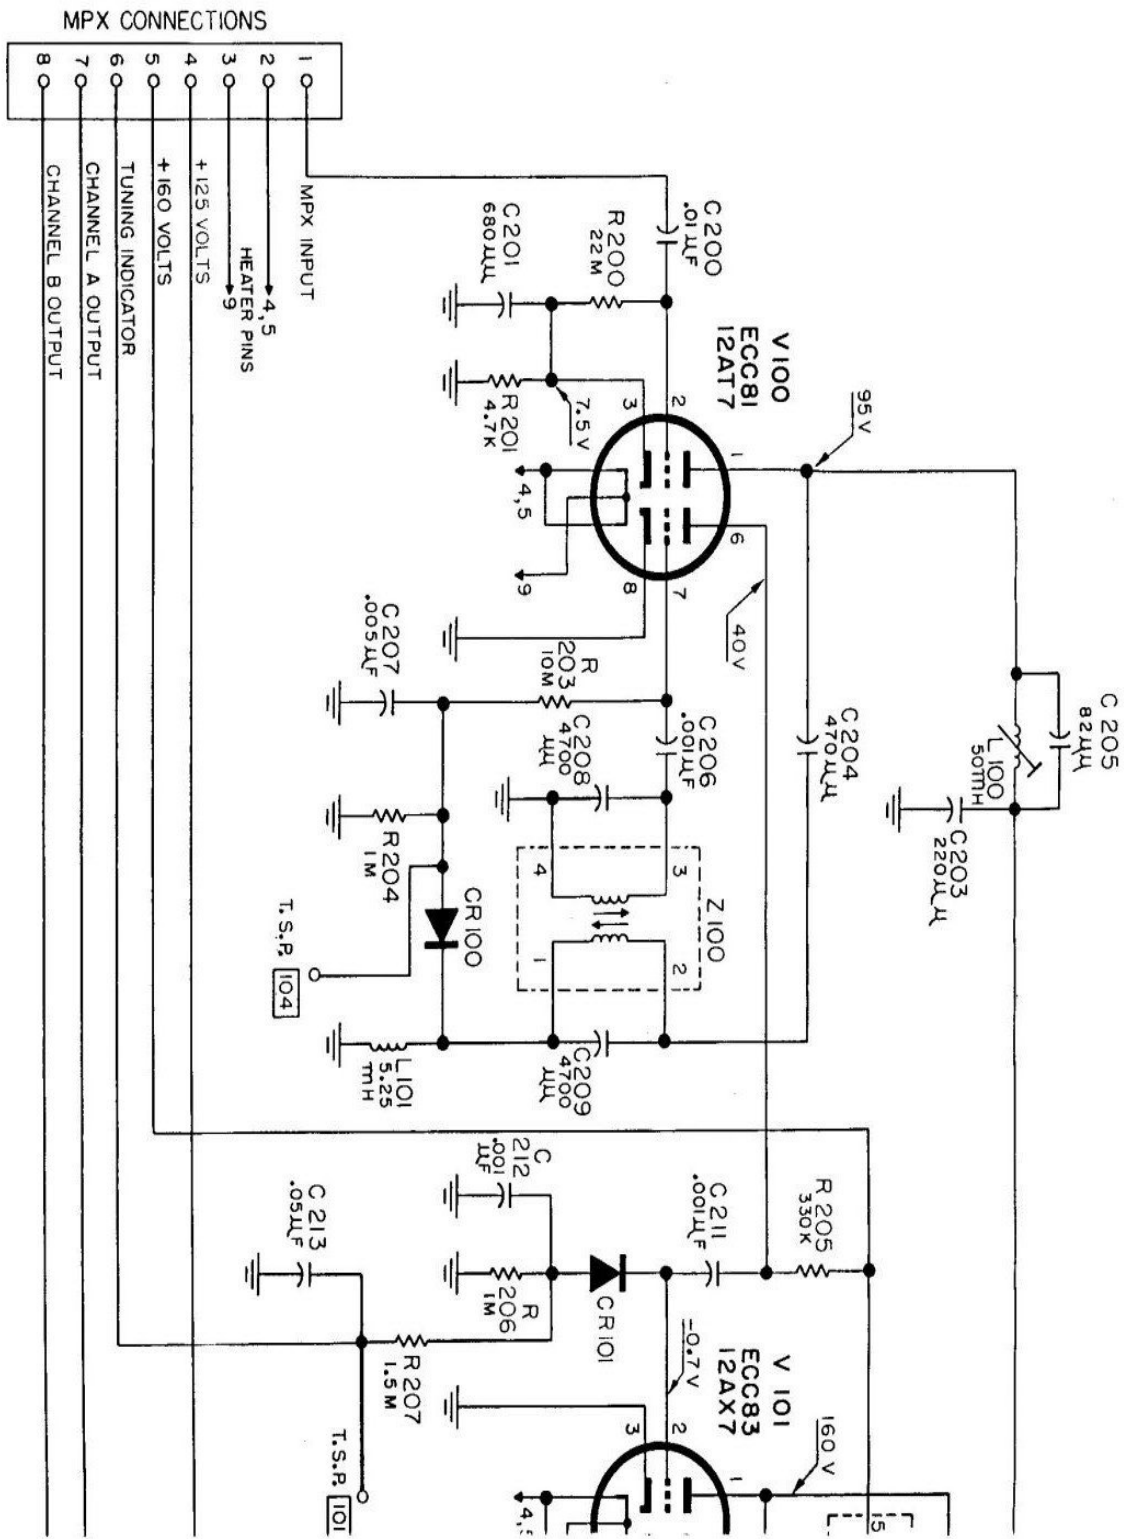 MPX CONNECTIONS
1
2
3
4
5
6
7
8
MPX INPUT
4,5
HEATER PINS
9
+125 VOLTS
+160 VOLTS
TUNING INDICATOR
CHANNEL A OUTPUT
CHANNEL B OUTPUT
C200
.01µF
R200
22M
C201
680µµ
V100
ECC81
12AT7
95V
7.5V
R201
4.7K
2
3
1
6
7
8
4,5
9
40V
C205
82µµ
L100
50mH
C203
220µµ
C204
470µµ
C206
.001µF
R
203
10M
C207
.005µF
C208
4700
µµ
R204
1M
CR100
T.S.P.
104
Z100
3
4
2
1
C209
4700
µµ
L101
5.25
mH
C
212
.001
µF
C213
.05µF
R205
330K
C211
.001µF
R
206
1M
CR101
-0.7V
R207
1.5M
T.S.P.
101
V 101
ECC83
12AX7
160V
1
2
3
5